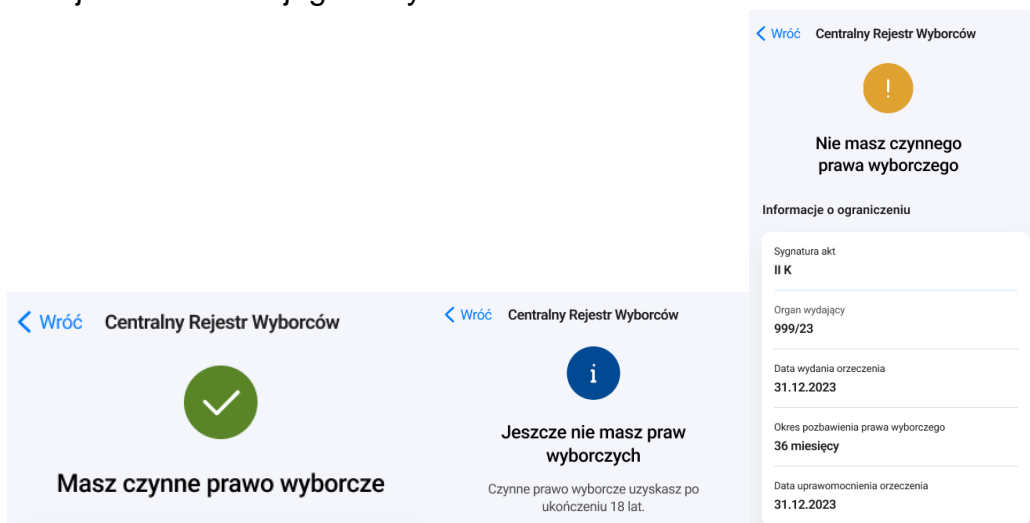 Wróć Centralny Rejestr Wyborców
Masz czynne prawo wyborcze
Wróć Centralny Rejestr Wyborców
i
Jeszcze nie masz praw
wyborczych
Czynne prawo wyborcze uzyskasz po
ukończeniu 18 lat.
Wróć Centralny Rejestr Wyborców
!
Nie masz czynnego
prawa wyborczego
Informacje o ograniczeniu
Sygnatura akt
II K
Organ wydający
999/23
Data wydania orzeczenia
31.12.2023
Okres pozbawienia prawa wyborczego
36 miesięcy
Data uprawomocnienia orzeczenia
31.12.2023